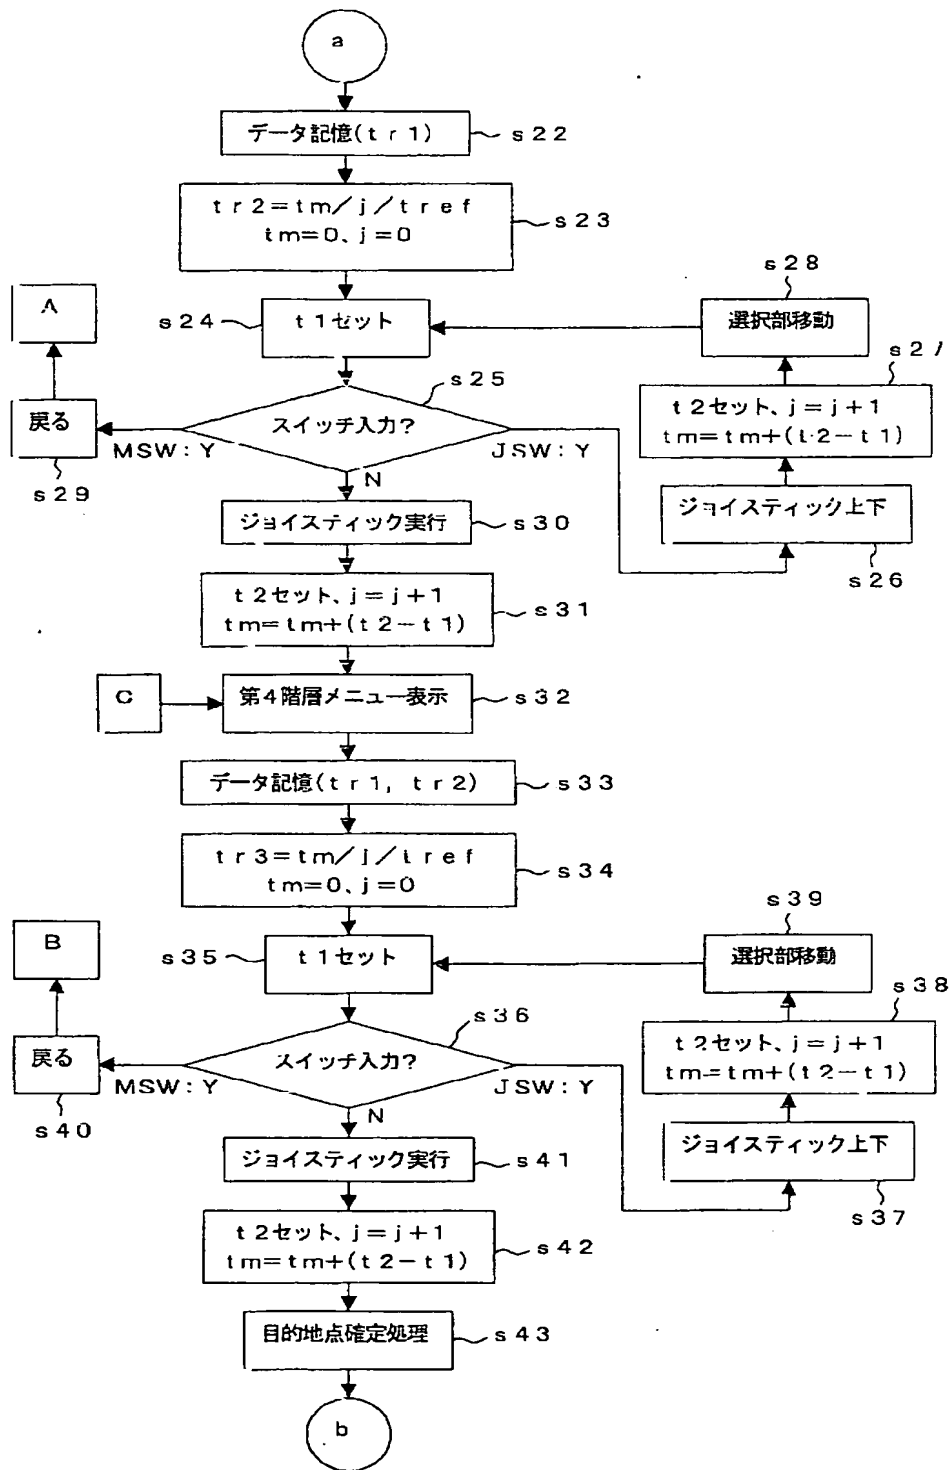 a
データ記憶(tr1)
s22
tr2=tm/j/tref
tm=0、j=0
s23
s28
A
s24
t1セット
選択部移動
s27
s25
戻る
スイッチ入力?
t2セット、j=j+1
tm=tm+(t2-t1)
MSW:Y
JSW:Y
N
s29
ジョイスティック実行
s30
ジョイスティック上下
s26
t2セット、j=j+1
tm=tm+(t2-t1)
s31
C
第4階層メニュー表示
s32
データ記憶(tr1, tr2)
s33
tr3=tm/j/tref
tm=0、j=0
s34
s39
B
s35
t1セット
選択部移動
s38
s36
戻る
スイッチ入力?
t2セット、j=j+1
tm=tm+(t2-t1)
MSW:Y
JSW:Y
N
s40
ジョイスティック実行
s41
ジョイスティック上下
s37
t2セット、j=j+1
tm=tm+(t2-t1)
s42
目的地点確定処理
s43
b